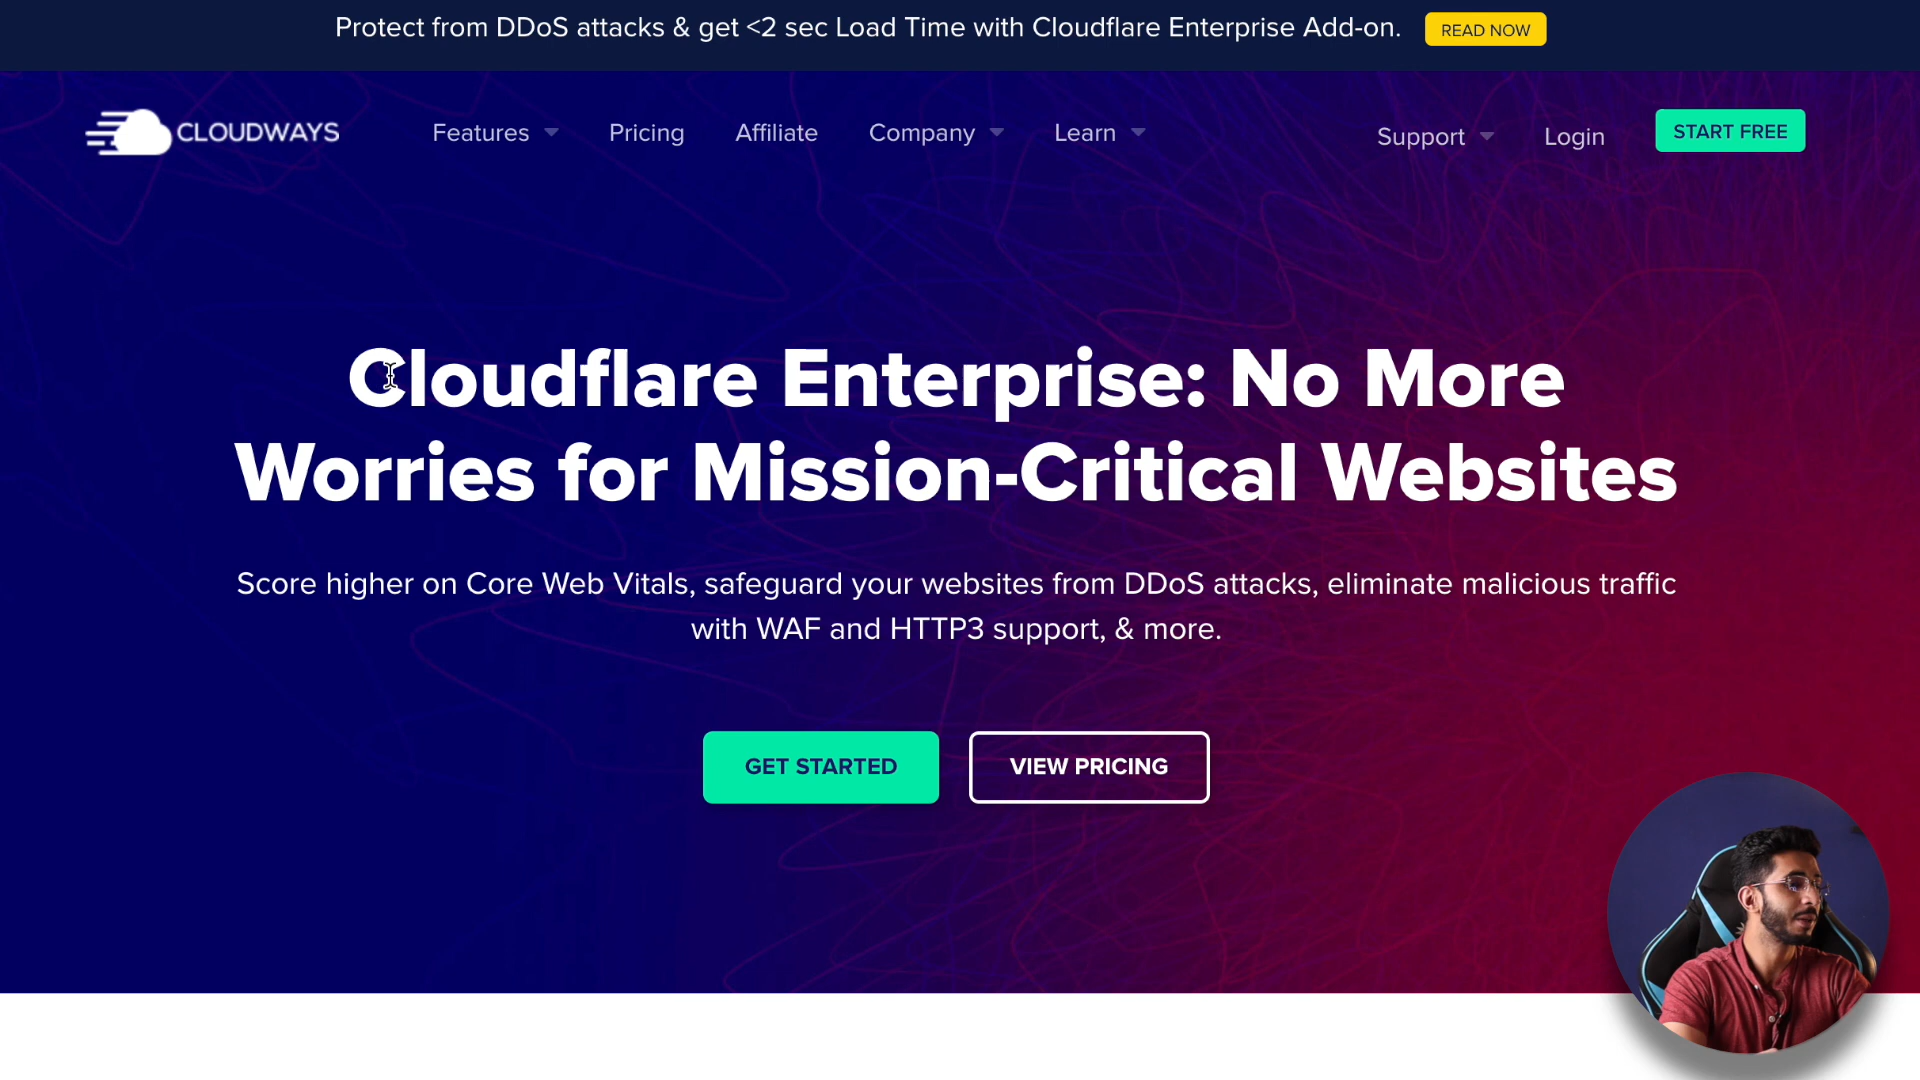 Protect from DDoS attacks & get <2 sec Load Time with Cloudflare Enterprise Add-on. READ NOW
CLOUDWAYS Features Pricing Affiliate Company Learn Support Login START FREE
Cloudflare Enterprise: No More
Worries for Mission-Critical Websites
Score higher on Core Web Vitals, safeguard your websites from DDoS attacks, eliminate malicious traffic
with WAF and HTTP3 support, & more.
GET STARTED VIEW PRICING